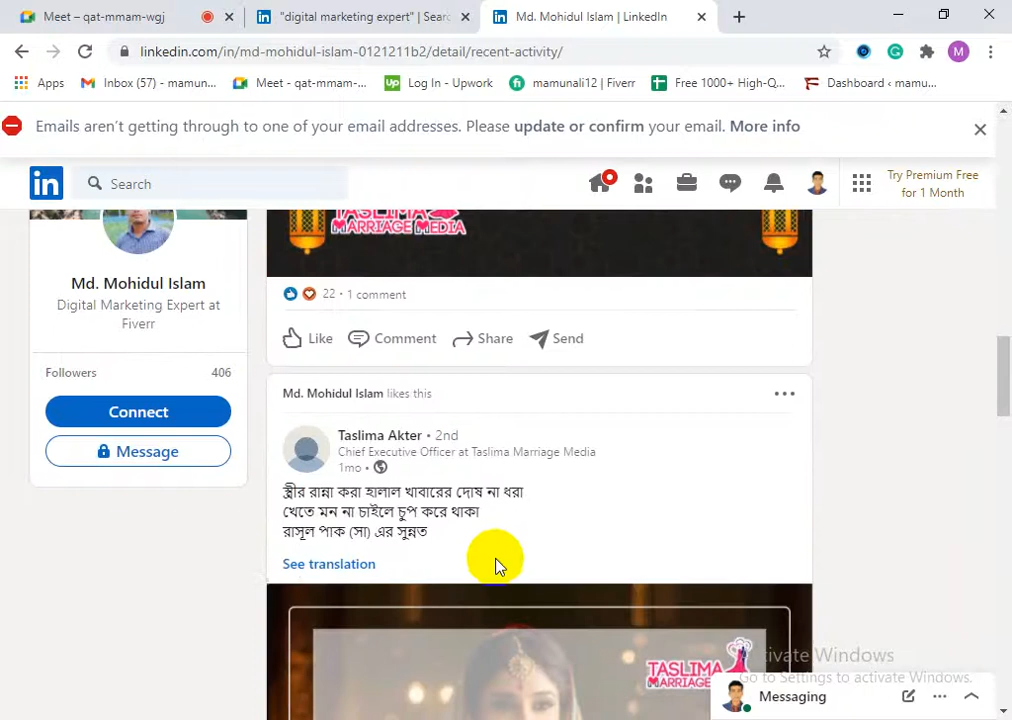 Meet – qat-mmam-wgj
"digital marketing expert" | Searc
Md. Mohidul Islam | LinkedIn
linkedin.com/in/md-mohidul-islam-0121211b2/detail/recent-activity/
M
Apps
Inbox (57) - mamun...
Meet - qat-mmam-...
Up
Log In - Upwork
fi
mamunali12 | Fiverr
Free 1000+ High-Q...
Dashboard ‹ mamu...
Emails aren't getting through to one of your email addresses. Please update or confirm your email. More info
in
Search
Try Premium Free
for 1 Month
TASLIMA
MARRIAGE MEDIA
Md. Mohidul Islam
Digital Marketing Expert at
Fiverr
Followers 406
Connect
Message
22 · 1 comment
Like
Comment
Share
Send
Md. Mohidul Islam likes this
Taslima Akter • 2nd
Chief Executive Officer at Taslima Marriage Media
1mo •
স্ত্রীর রান্না করা হালাল খাবারের দোষ না ধরা
খেতে মন না চাইলে চুপ করে থাকা
রাসূল পাক (সা) এর সুন্নত
See translation
TASLIMA
MARRIAG
Activate Windows
Go to Settings to activate Windows.
Messaging